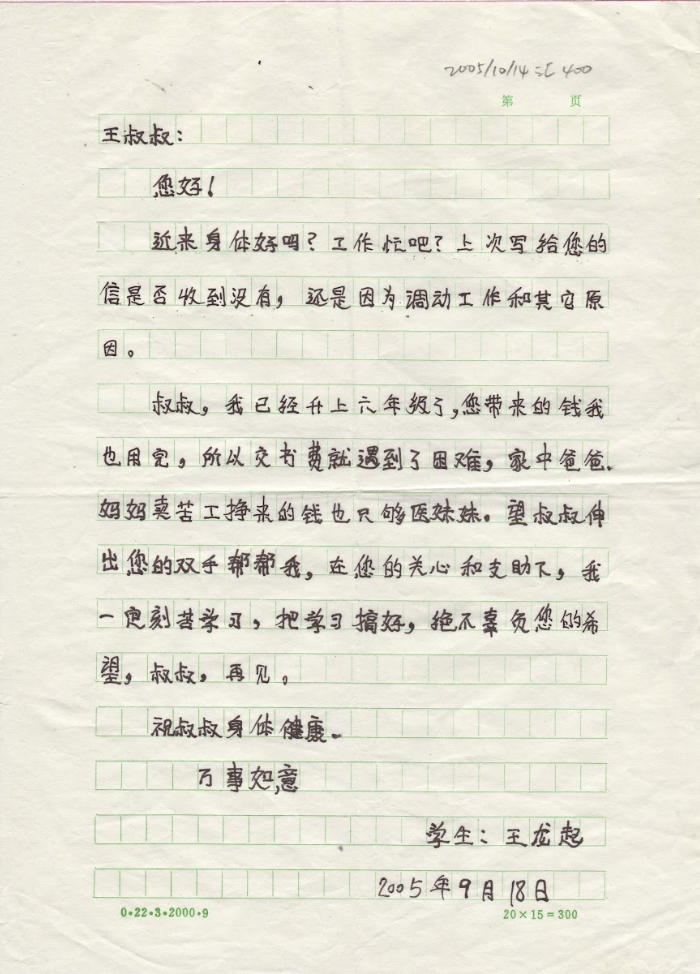 2005/10/14 汇 400
第 页
王叔叔：
您好！
近来身体好吗？工作忙吧？上次写给您的
信是否收到没有，还是因为调动工作和其它原
因。
叔叔，我已经升上六年级了，您带来的钱我
也用完，所以交书费就遇到了困难，家中爸爸、
妈妈卖苦工挣来的钱也只够医妹妹。望叔叔伸
出您的双手帮帮我，在您的关心和支助下，我
一定刻苦学习，把学习搞好，绝不辜负您的希
望，叔叔，再见。
祝叔叔身体健康。
万事如意
学生：王龙起
2005年9月18日
0·22·3·2000·9
20×15=300